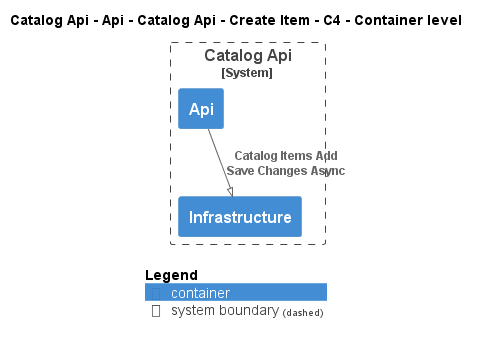 Catalog Api - Api - Catalog Api - Create Item - C4 - Container level
Catalog Api
[System]
Api
Catalog Items Add
Save Changes Async
Infrastructure
Legend
container
system boundary (dashed)